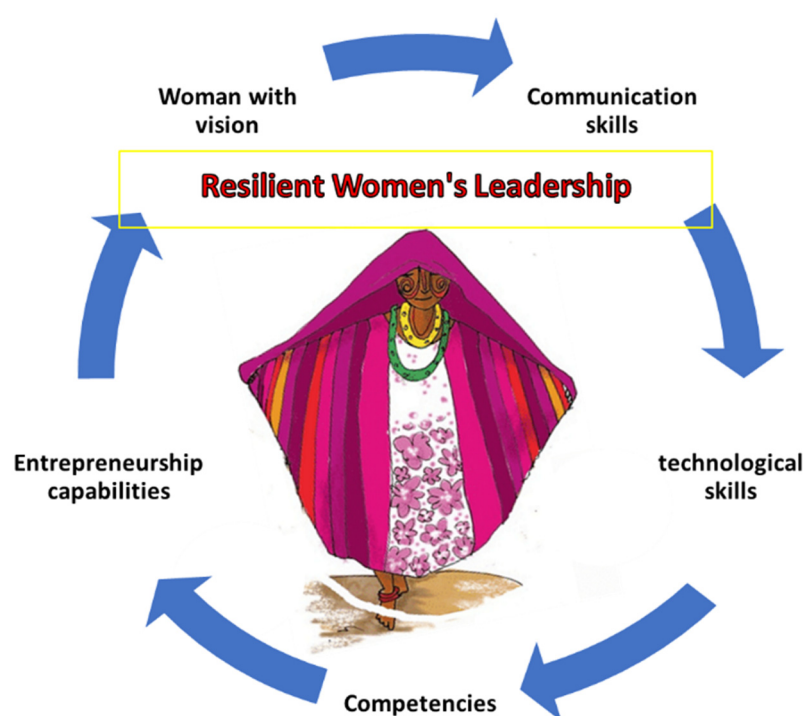 Woman with
vision
Communication
skills
Resilient Women's Leadership
Entrepreneurship
capabilities
technological
skills
Competencies